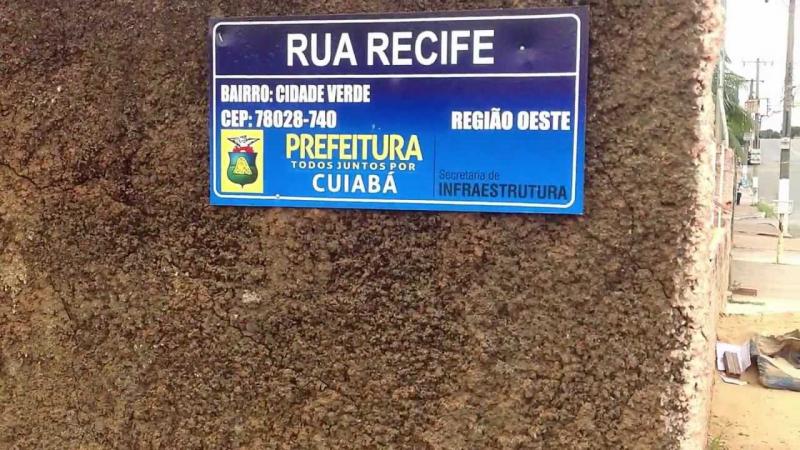 RUA RECIFE
BAIRRO: CIDADE VERDE
CEP: 78028-740 REGIÃO OESTE
PREFEITURA
TODOS JUNTOS POR
CUIABÁ
Secretaria de
INFRAESTRUTURA